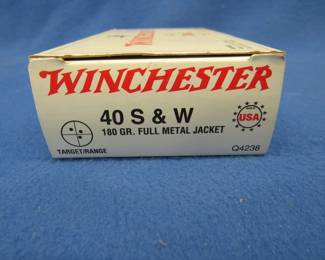 WINCHESTER
40 S & W
180 GR. FULL METAL JACKET
USA
TARGET/RANGE
Q4238